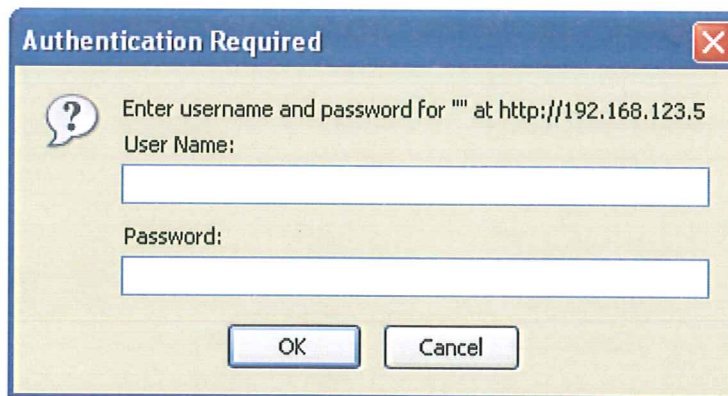 Authentication Required
?
Enter username and password for "" at http://192.168.123.5
User Name:
Password:
OK
Cancel